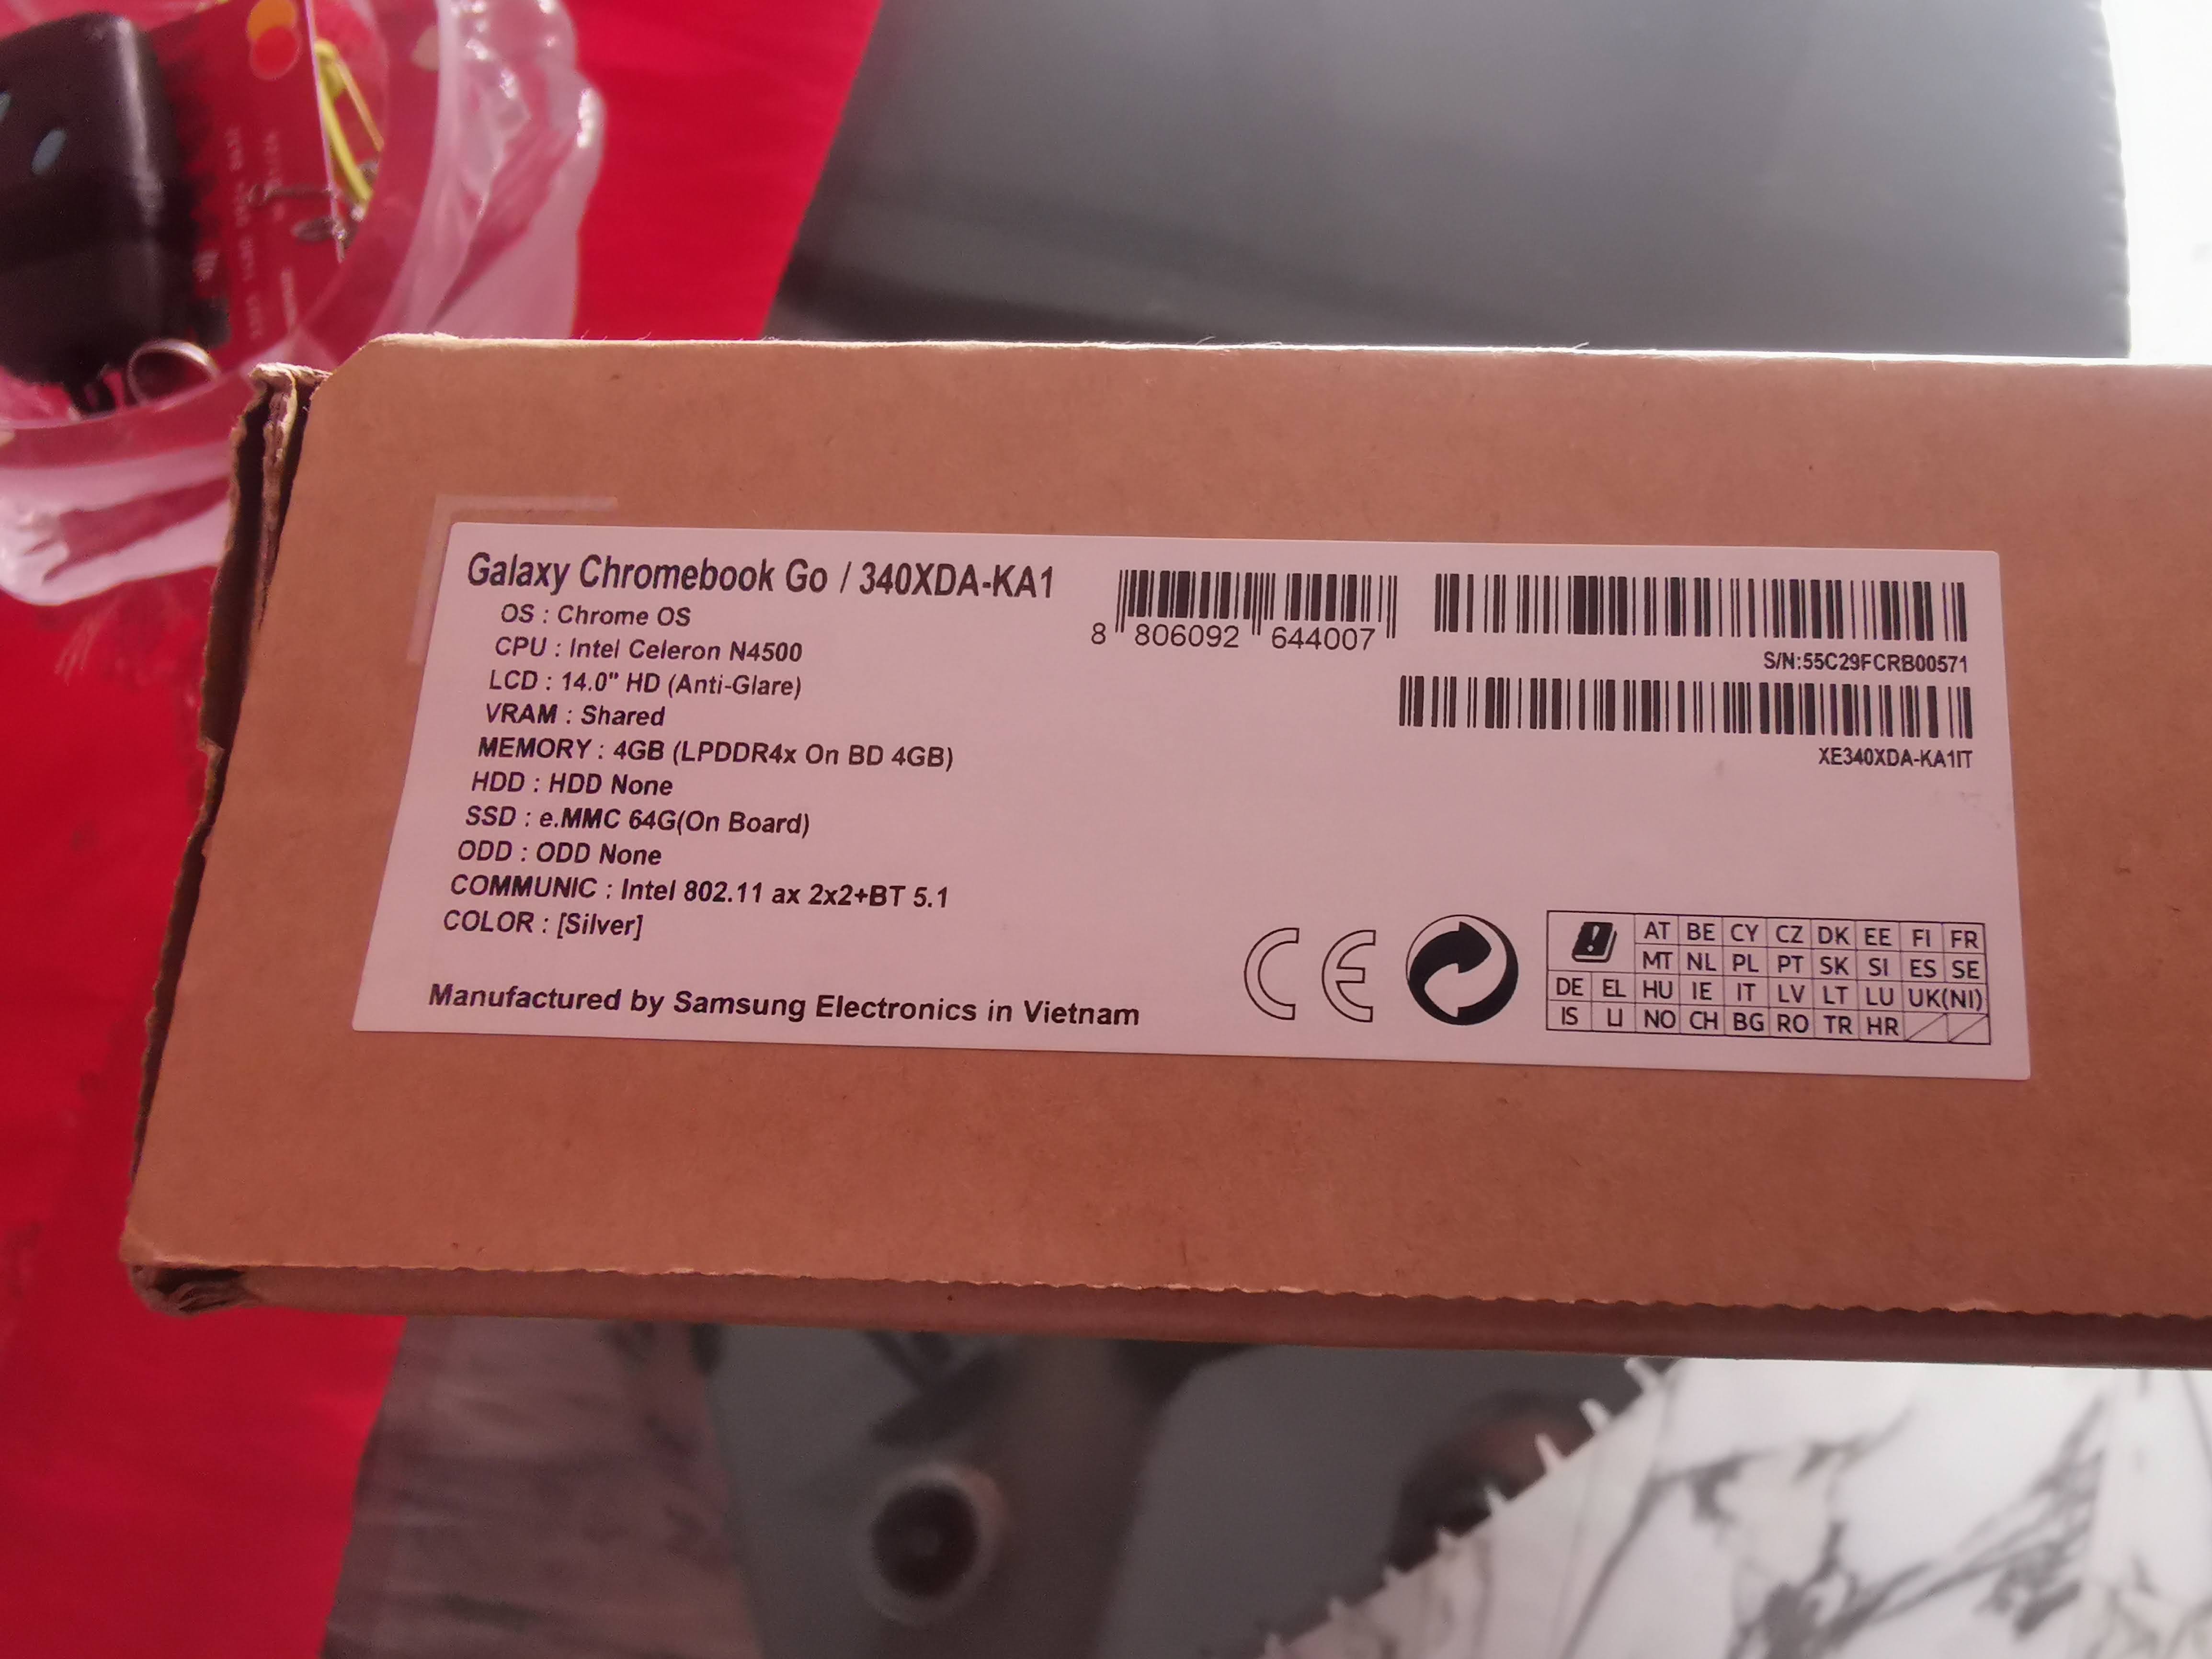 Galaxy Chromebook Go / 340XDA-KA1
OS : Chrome OS
CPU : Intel Celeron N4500
LCD : 14.0" HD (Anti-Glare)
VRAM : Shared
MEMORY : 4GB (LPDDR4x On BD 4GB)
HDD : HDD None
SSD : e.MMC 64G(On Board)
ODD : ODD None
COMMUNIC : Intel 802.11 ax 2x2+BT 5.1
COLOR : [Silver]
Manufactured by Samsung Electronics in Vietnam
8 806092 644007
S/N:55C29FCRB00571
XE340XDA-KA1IT
CE
AT BE CY CZ DK EE FI FR
MT NL PL PT SK SI ES SE
DE EL HU IE IT LV LT LU UK(NI)
IS LI NO CH BG RO TR HR